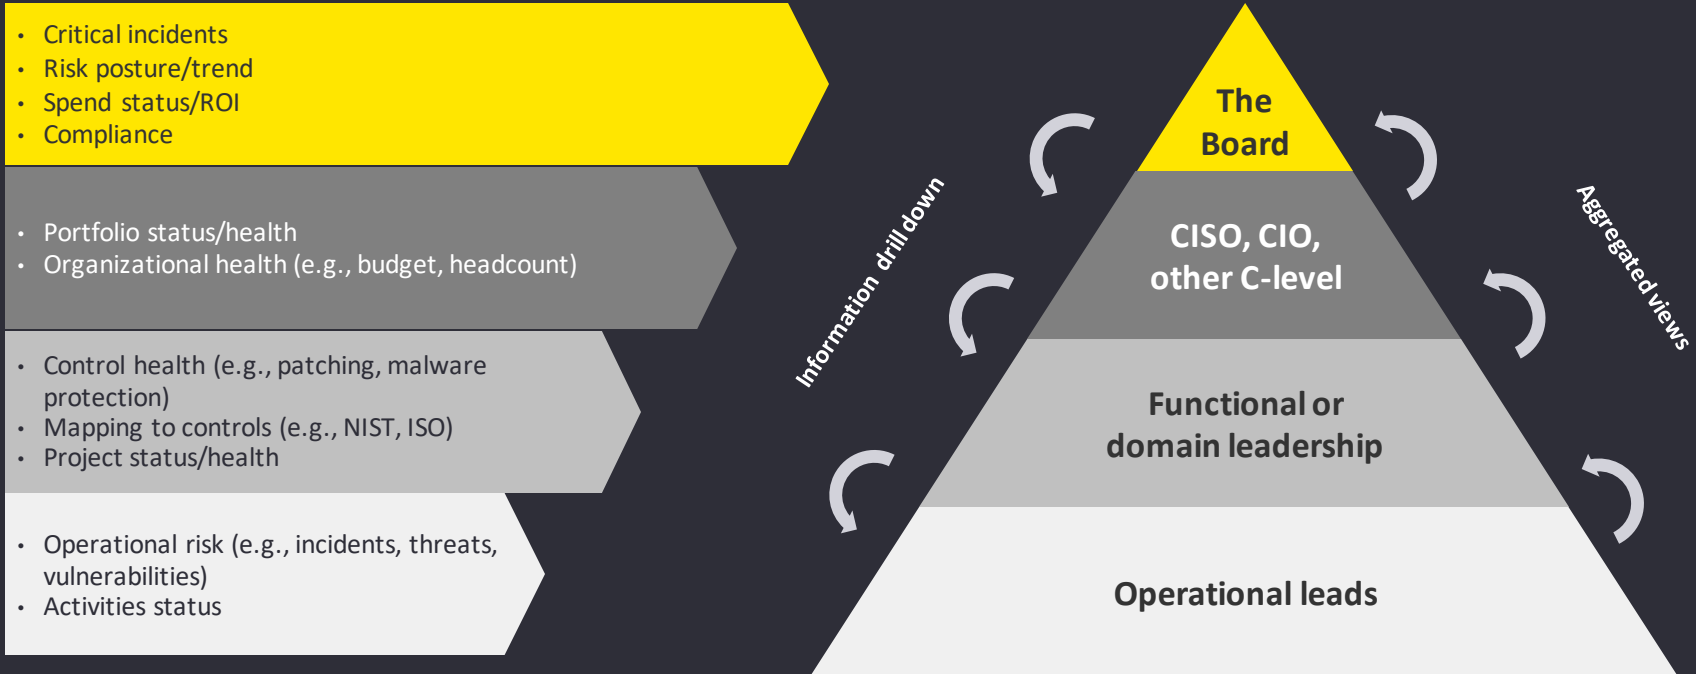 • Critical incidents
• Risk posture/trend
• Spend status/ROI
• Compliance
• Portfolio status/health
• Organizational health (e.g., budget, headcount)
• Control health (e.g., patching, malware
protection)
• Mapping to controls (e.g., NIST, ISO)
• Project status/health
• Operational risk (e.g., incidents, threats,
vulnerabilities)
• Activities status
Information drill down
The
Board
CISO, CIO,
other C-level
Functional or
domain leadership
Operational leads
Aggregated views